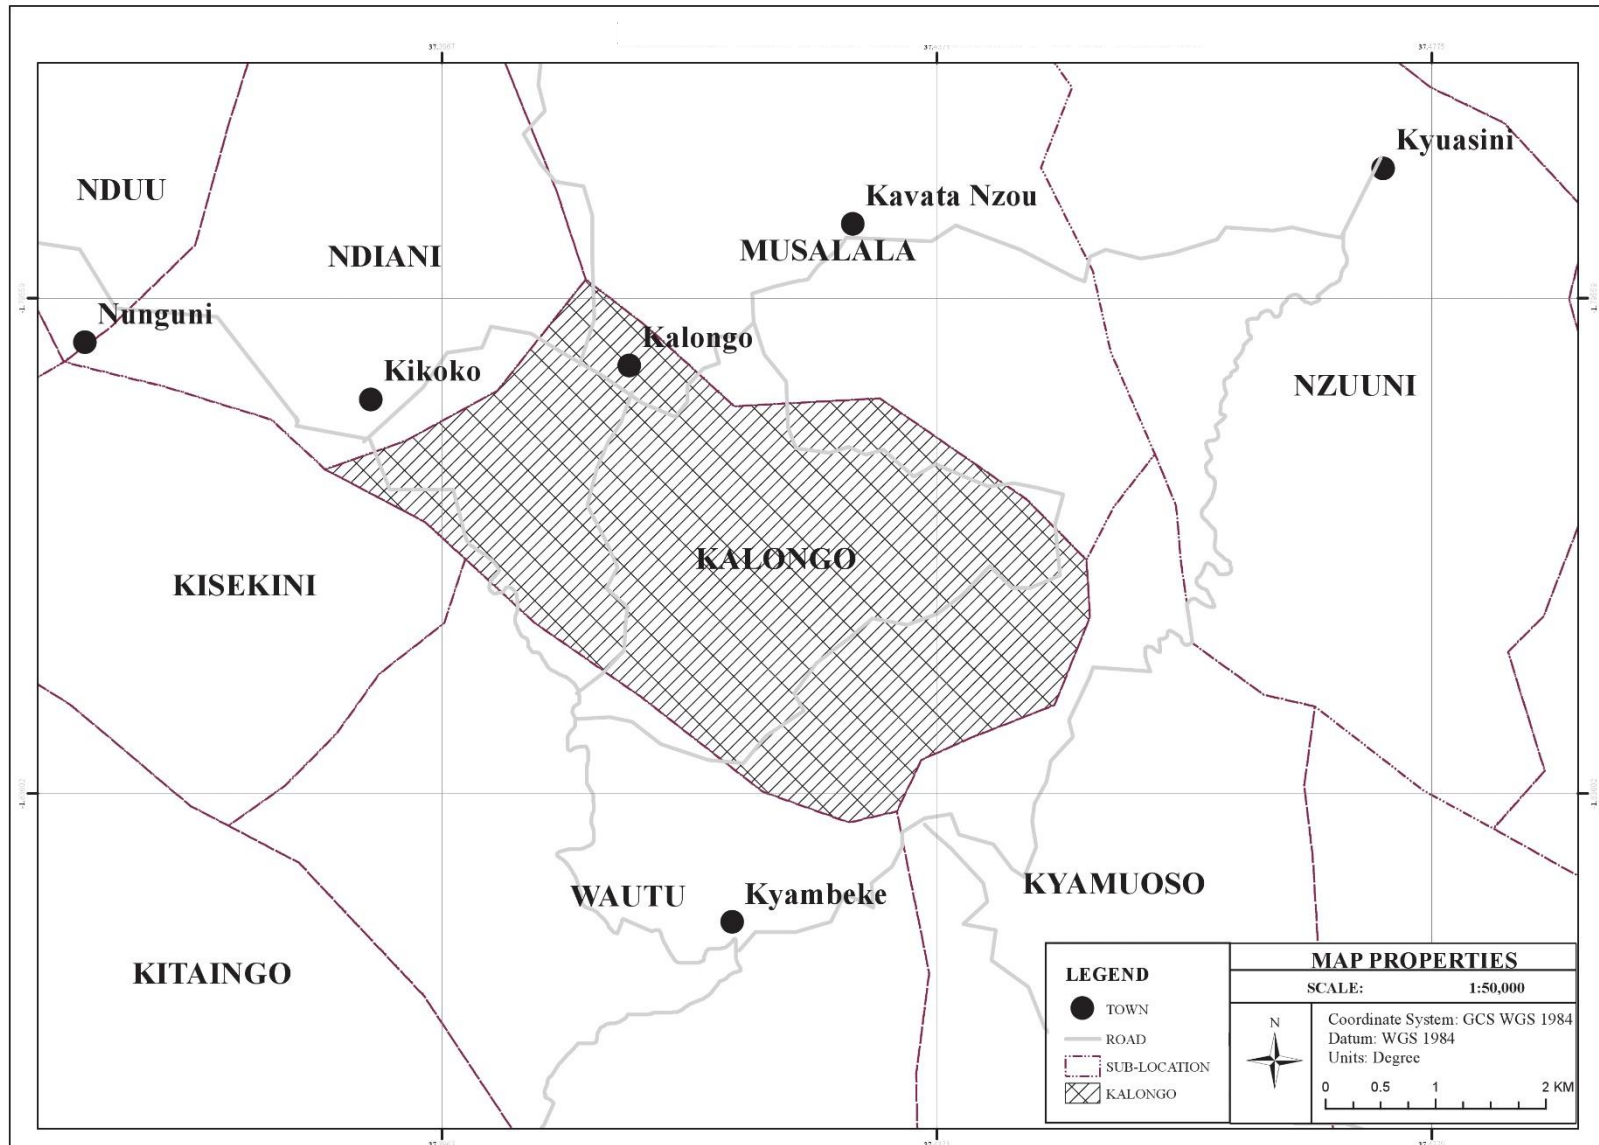 37.4775
Kyuasini
NDUU
Kavata Nzou
MUSALALA
NDIANI
Nunguni
Kalongo
Kikoko
NZUUNI
KALONGO
KISEKINI
WAUTU
Kyambeke
KYAMUOSO
KITAINGO
LEGEND
TOWN
ROAD
SUB-LOCATION
KALONGO
MAP PROPERTIES
SCALE: 1:50,000
N
Coordinate System: GCS WGS 1984
Datum: WGS 1984
Units: Degree
0 0.5 1 2 KM